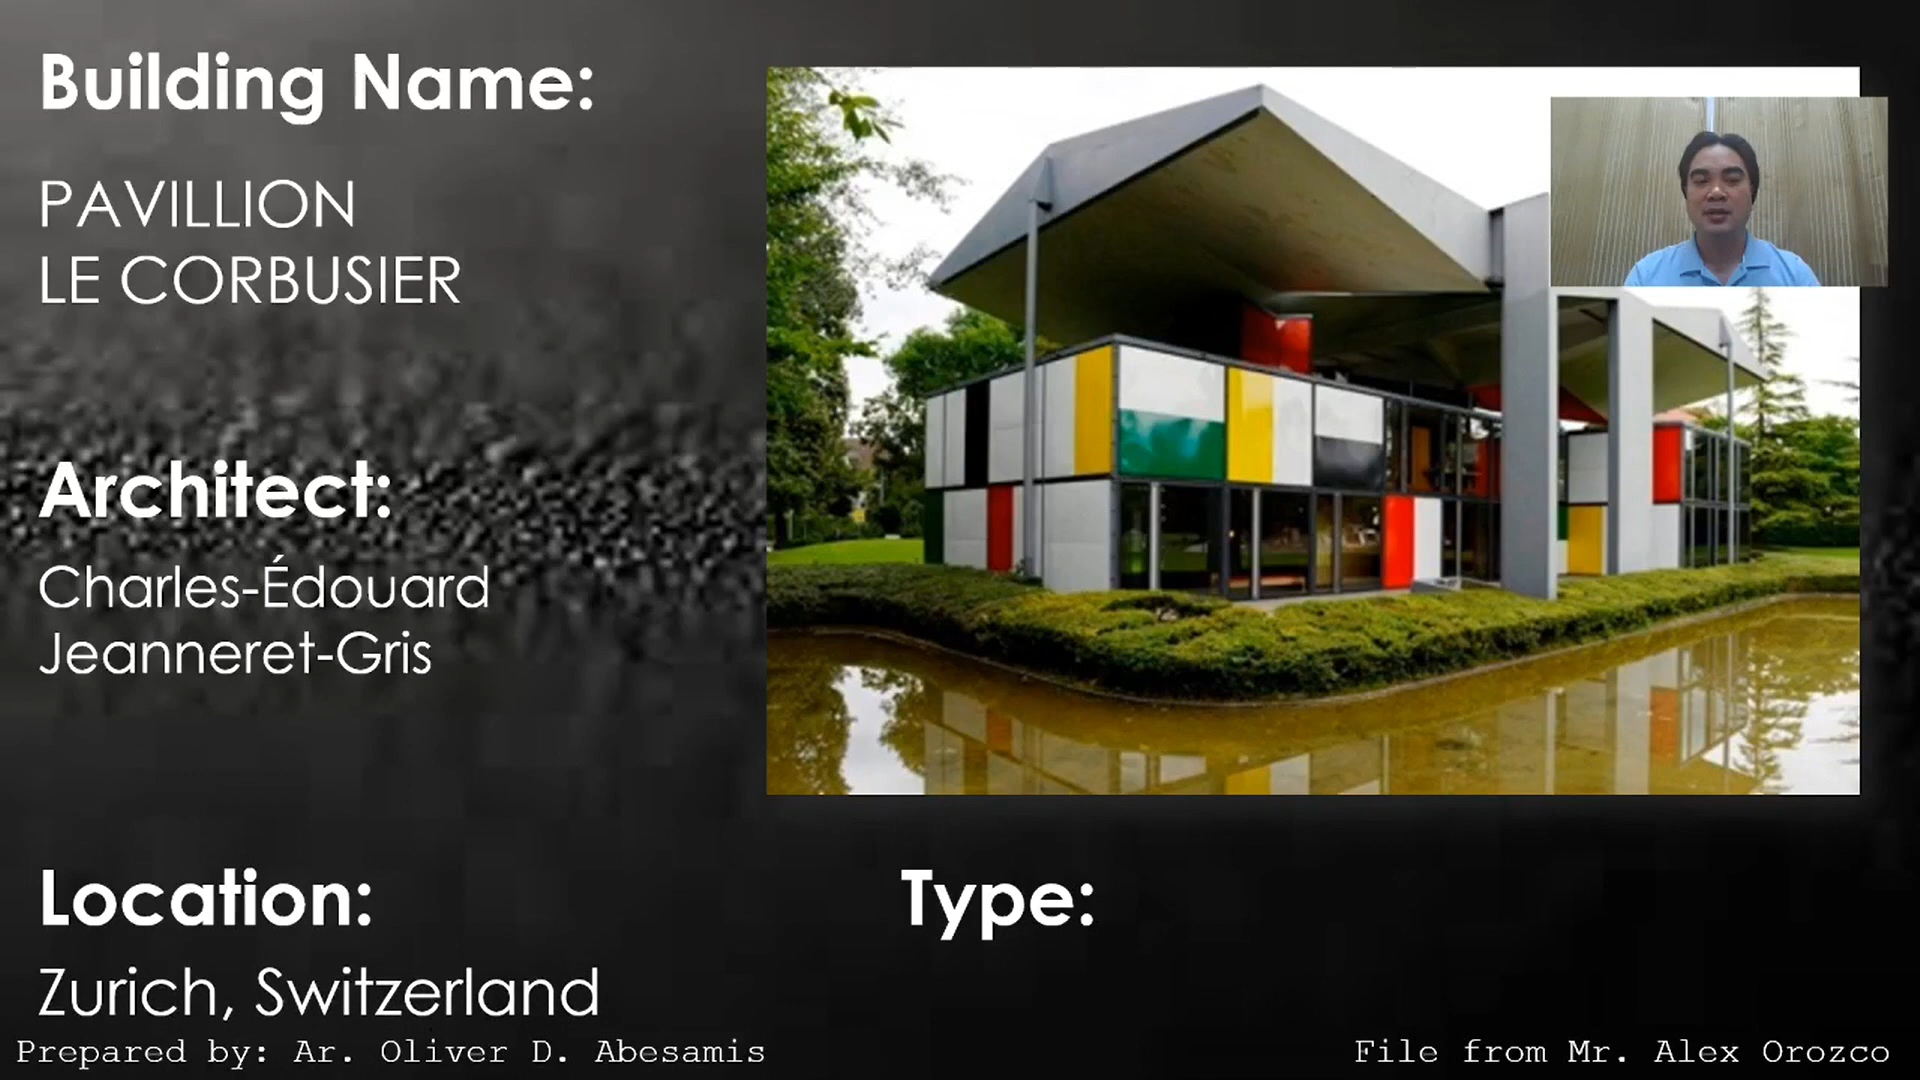 Building Name:
PAVILLION
LE CORBUSIER
Architect:
Charles-Édouard
Jeanneret-Gris
Location:
Zurich, Switzerland
Type:
Prepared by: Ar. Oliver D. Abesamis
File from Mr. Alex Orozco